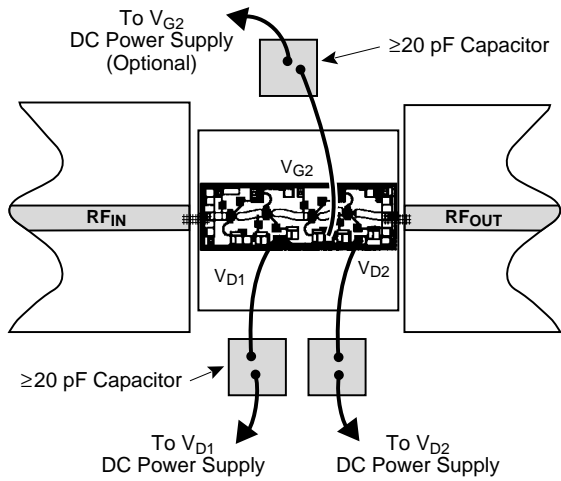 To V_G2
DC Power Supply
(Optional)
≥20 pF Capacitor
V_G2
RF_IN
RF_OUT
V_D1
V_D2
≥20 pF Capacitor
To V_D1
DC Power Supply
To V_D2
DC Power Supply